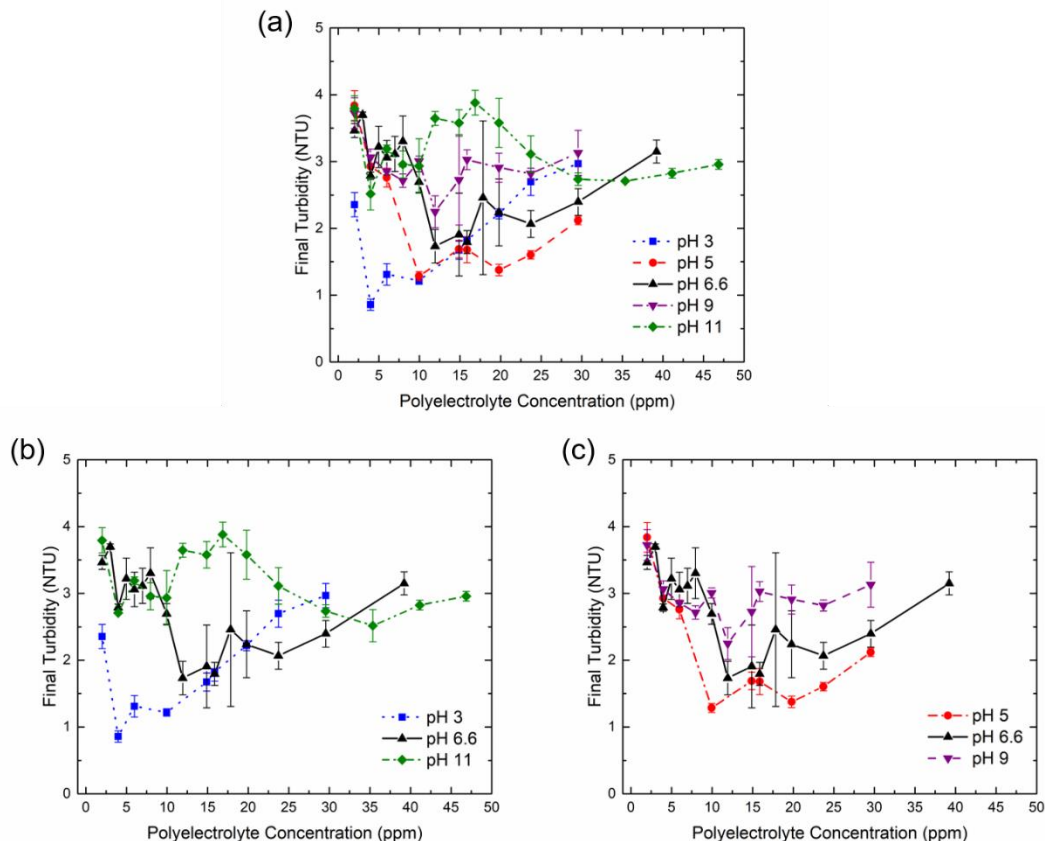 (a)
5
4
3
2
1
0
Final Turbidity (NTU)
pH 3
pH 5
pH 6.6
pH 9
pH 11
0 5 10 15 20 25 30 35 40 45 50
Polyelectrolyte Concentration (ppm)
(b)
5
4
3
2
1
0
Final Turbidity (NTU)
pH 3
pH 6.6
pH 11
0 5 10 15 20 25 30 35 40 45 50
Polyelectrolyte Concentration (ppm)
(c)
5
4
3
2
1
0
Final Turbidity (NTU)
pH 5
pH 6.6
pH 9
0 5 10 15 20 25 30 35 40 45 50
Polyelectrolyte Concentration (ppm)